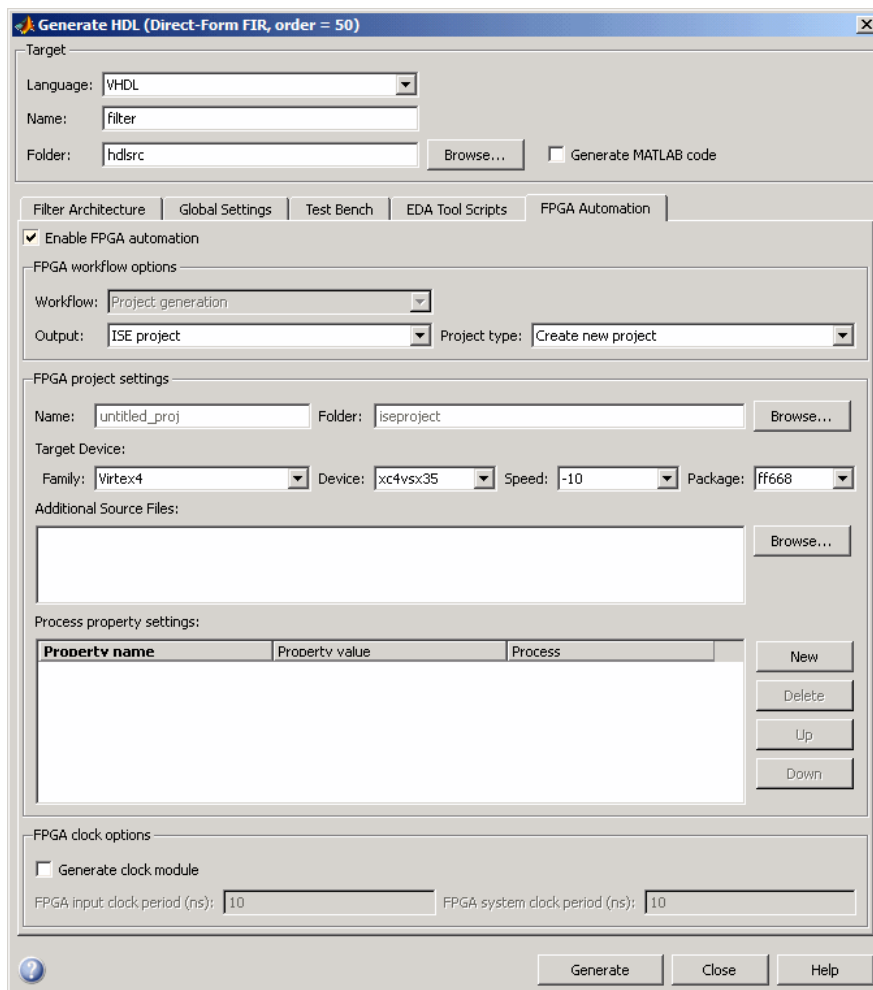 Generate HDL (Direct-Form FIR, order = 50)
Target
Language: VHDL
Name: filter
Folder: hdlsrc Browse... Generate MATLAB code
Filter Architecture Global Settings Test Bench EDA Tool Scripts FPGA Automation
Enable FPGA automation
FPGA workflow options
Workflow: Project generation
Output: ISE project Project type: Create new project
FPGA project settings
Name: untitled_proj Folder: iseproject Browse...
Target Device:
Family: Virtex4 Device: xc4vsx35 Speed: -10 Package: ff668
Additional Source Files:
Browse...
Process property settings:
Property name Property value Process
New
Delete
Up
Down
FPGA clock options
Generate clock module
FPGA input clock period (ns): 10 FPGA system clock period (ns): 10
? Generate Close Help